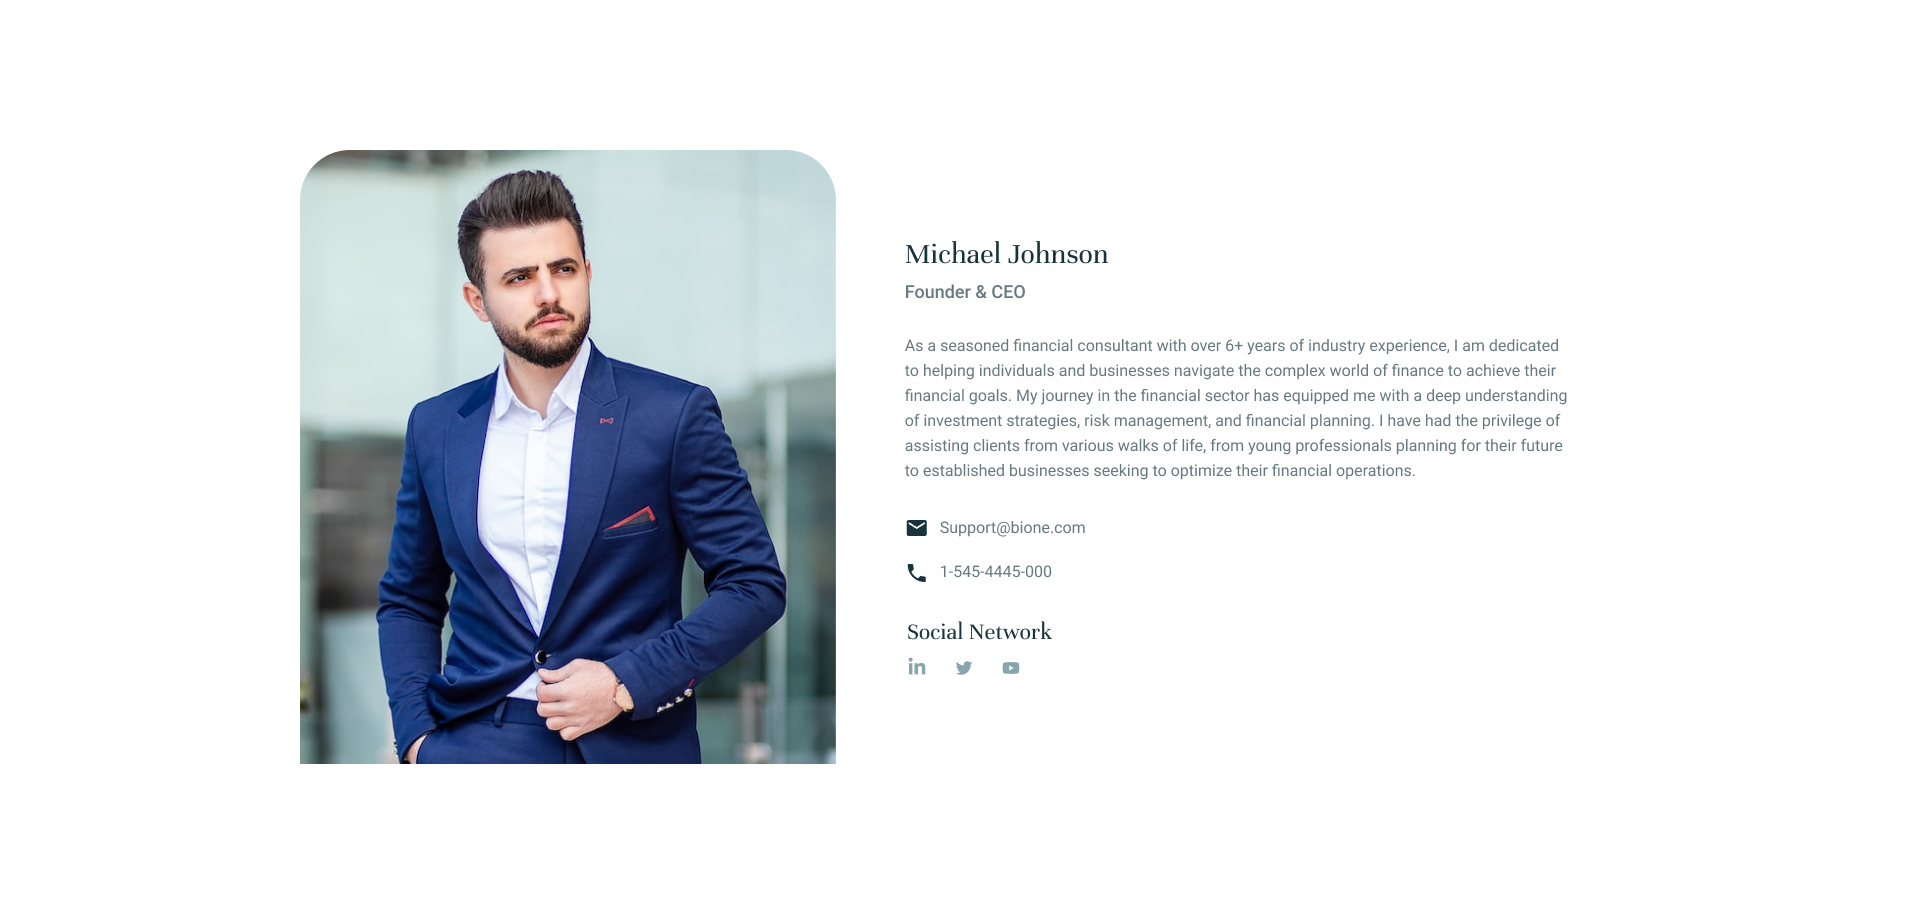 Michael Johnson
Founder & CEO
As a seasoned financial consultant with over 6+ years of industry experience, I am dedicated
to helping individuals and businesses navigate the complex world of finance to achieve their
financial goals. My journey in the financial sector has equipped me with a deep understanding
of investment strategies, risk management, and financial planning. I have had the privilege of
assisting clients from various walks of life, from young professionals planning for their future
to established businesses seeking to optimize their financial operations.
Support@bione.com
1-545-4445-000
Social Network
in